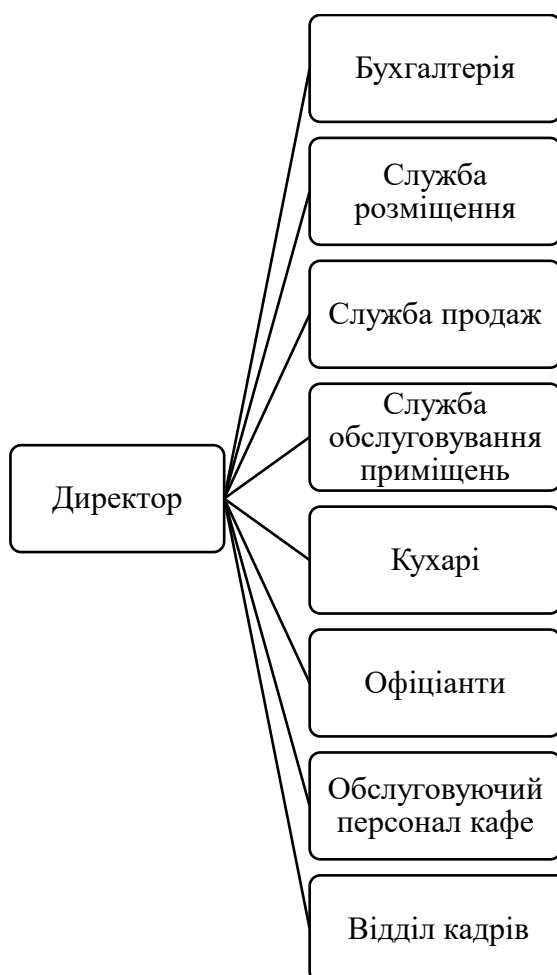 Бухгалтерія
Служба
розміщення
Служба продаж
Служба
обслуговування
приміщень
Директор
Кухарі
Офіціанти
Обслуговуючий
персонал кафе
Відділ кадрів